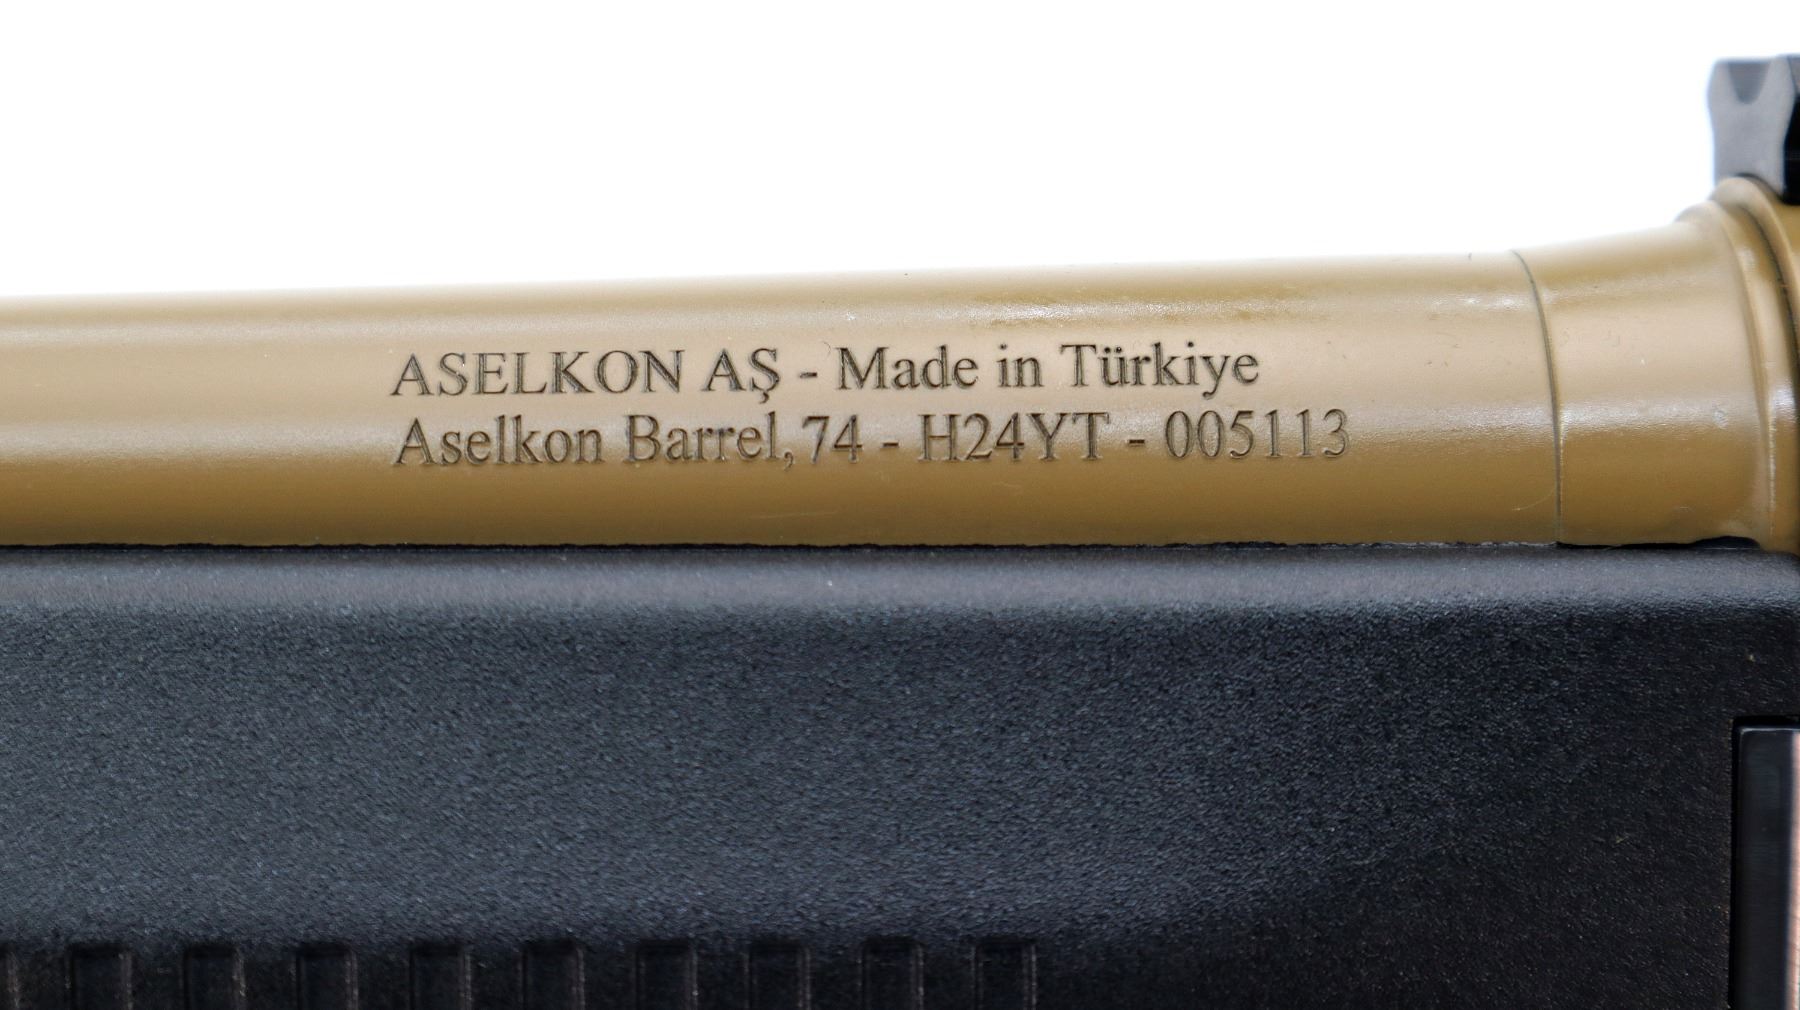 ASELKON AŞ - Made in Türkiye
Aselkon Barrel, 74 - H24YT - 005113